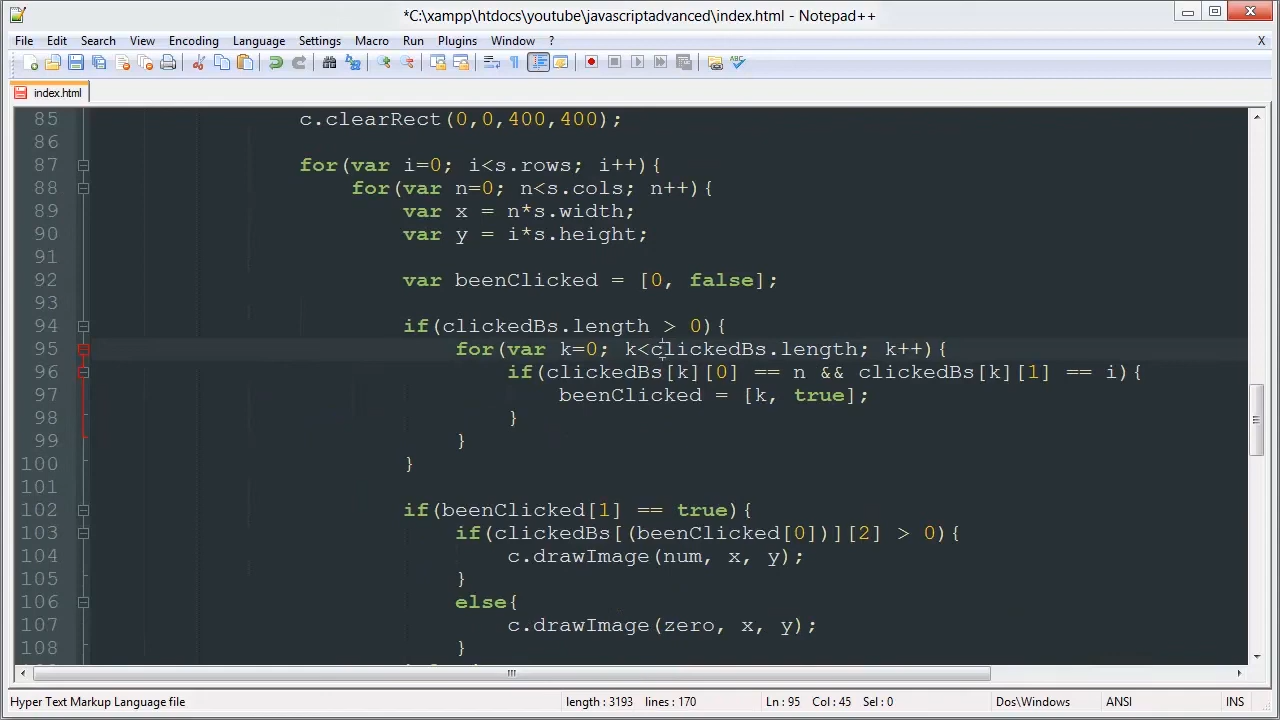 *C:\xampp\htdocs\youtube\javascriptadvanced\index.html - Notepad++
File Edit Search View Encoding Language Settings Macro Run Plugins Window ? X
index.html
85 c.clearRect(0,0,400,400);
86
87 for(var i=0; i<s.rows; i++){
88 for(var n=0; n<s.cols; n++){
89 var x = n*s.width;
90 var y = i*s.height;
91
92 var beenClicked = [0, false];
93
94 if(clickedBs.length > 0){
95 for(var k=0; k<clickedBs.length; k++){
96 if(clickedBs[k][0] == n && clickedBs[k][1] == i){
97 beenClicked = [k, true];
98 }
99 }
100 }
101
102 if(beenClicked[1] == true){
103 if(clickedBs[(beenClicked[0])][2] > 0){
104 c.drawImage(num, x, y);
105 }
106 else{
107 c.drawImage(zero, x, y);
108 }
Hyper Text Markup Language file length : 3193 lines : 170 Ln : 95 Col : 45 Sel : 0 Dos\Windows ANSI INS